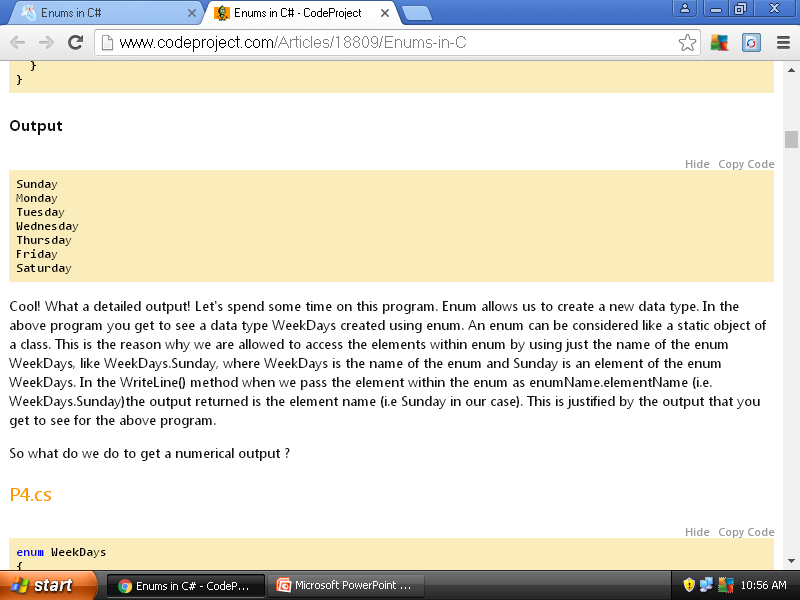 Enums in C#
Enums in C# - CodeProject
www.codeproject.com/Articles/18809/Enums-in-C
}
}
Output
Hide Copy Code
Sunday
Monday
Tuesday
Wednesday
Thursday
Friday
Saturday
Cool! What a detailed output! Let's spend some time on this program. Enum allows us to create a new data type. In the
above program you get to see a data type WeekDays created using enum. An enum can be considered like a static object of
a class. This is the reason why we are allowed to access the elements within enum by using just the name of the enum
WeekDays, like WeekDays.Sunday, where WeekDays is the name of the enum and Sunday is an element of the enum
WeekDays. In the WriteLine() method when we pass the element within the enum as enumName.elementName (i.e.
WeekDays.Sunday)the output returned is the element name (i.e Sunday in our case). This is justified by the output that you
get to see for the above program.
So what do we do to get a numerical output ?
P4.cs
Hide Copy Code
enum WeekDays
{
start
Enums in C# - CodeP...
Microsoft PowerPoint ...
10:56 AM